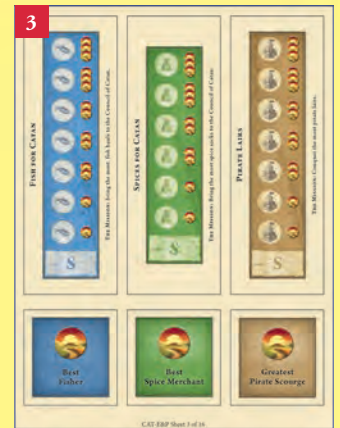 3
FISH FOR CATAN
THE MISSION: Bring the most fish hauls to the Council of Catan.
S
SPICES FOR CATAN
THE MISSION: Bring the most spice sacks to the Council of Catan.
S
PIRATE LAIRS
THE MISSION: Conquer the most pirate lairs.
S
Best
Fisher
Best
Spice Merchant
Greatest
Pirate Scourge
CAT-EBP Sheet 3 of 16